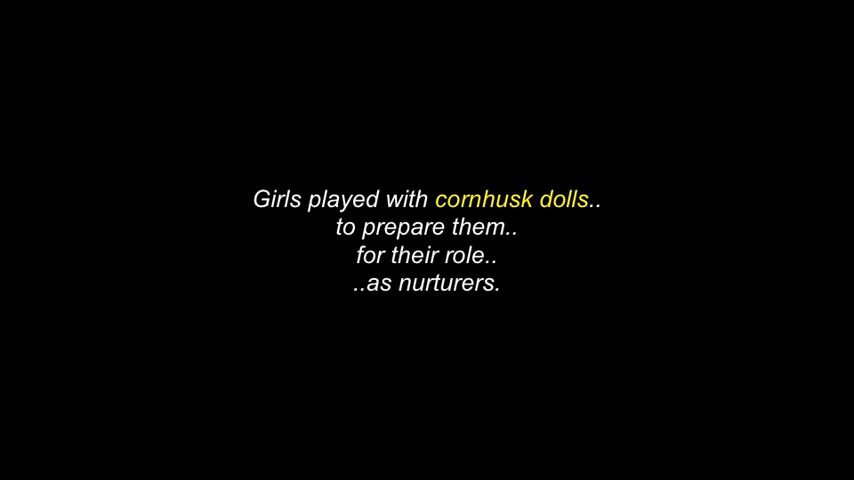 Girls played with cornhusk dolls..
to prepare them..
for their role..
..as nurturers.